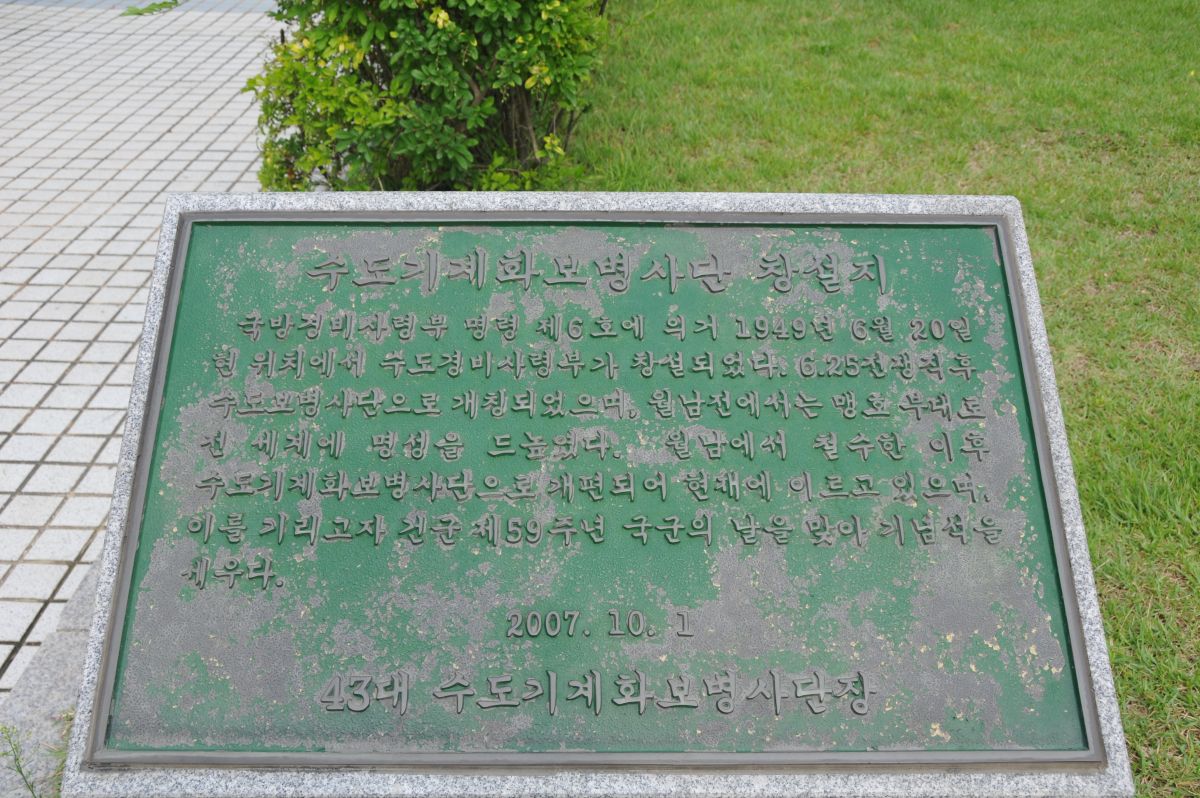 수도기계화보병사단 창설지
국방경비사령부 명령 제6호에 의거 1949년 6월 20일
현 위치에서 수도경비사령부가 창설되었다. 6.25전쟁직후
수도보병사단으로 개칭되었으며, 월남전에서는 맹호 부대로
전 세계에 명성을 드높였다. 월남에서 철수한 이후
수도기계화보병사단으로 개편되어 현재에 이르고 있으며,
이를 기리고자 건군 제59주년 국군의 날을 맞아 기념석을
세우다.
2007. 10. 1
43대 수도기계화보병사단장